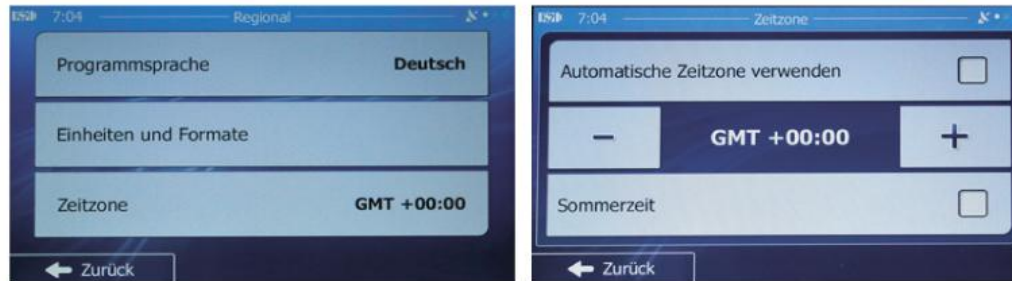 7:04 Regional
Programmsprache Deutsch
Einheiten und Formate
Zeitzone GMT +00:00
Zurück
7:04 Zeitzone
Automatische Zeitzone verwenden
− GMT +00:00 +
Sommerzeit
Zurück